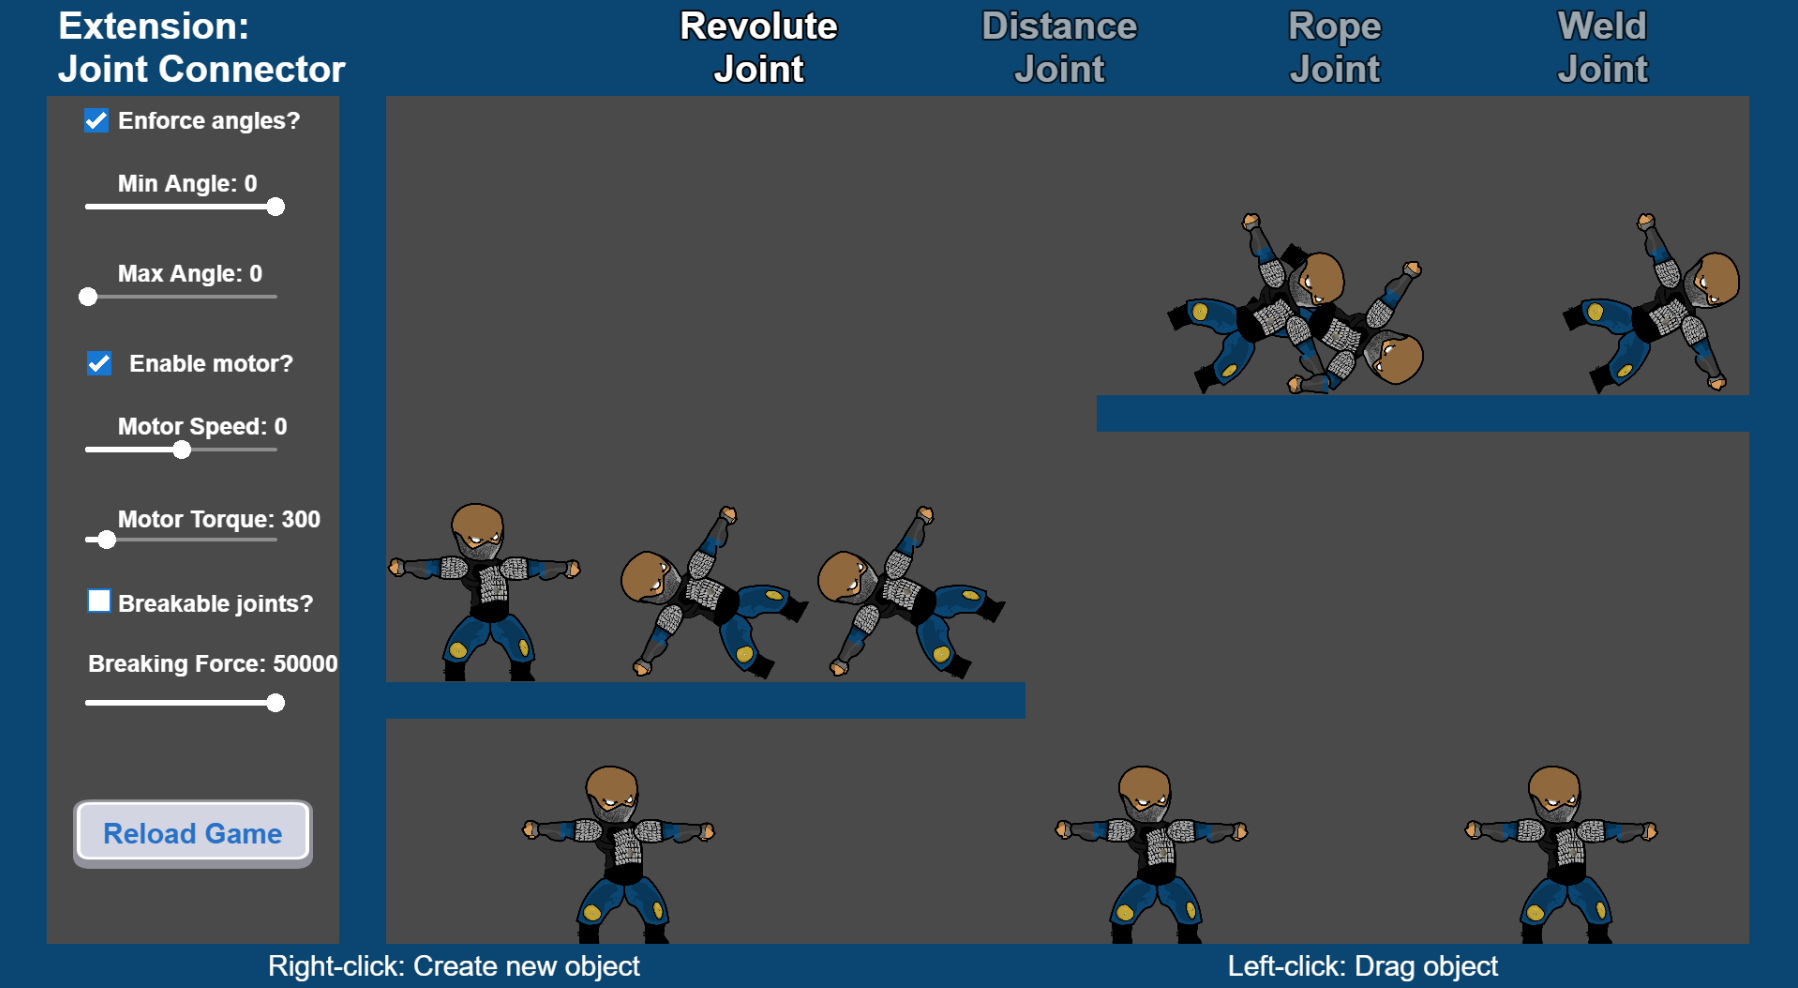 Extension:
Joint Connector
Revolute
Joint
Distance
Joint
Rope
Joint
Weld
Joint
Enforce angles?
Min Angle: 0
Max Angle: 0
Enable motor?
Motor Speed: 0
Motor Torque: 300
Breakable joints?
Breaking Force: 50000
Reload Game
Right-click: Create new object
Left-click: Drag object